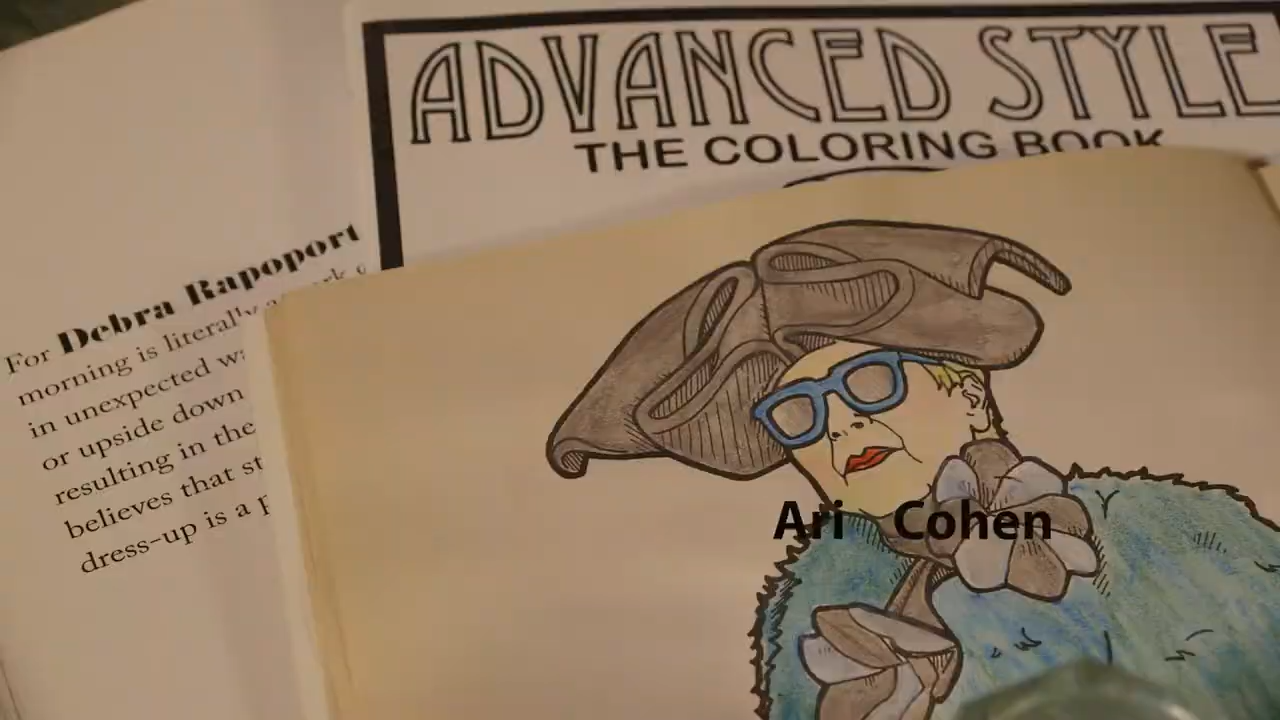 ADVANCED STYLE
THE COLORING BOOK
For Debra Rapoport
morning is literally
in unexpected
or upside down
resulting in the
believes that
dress-up is a
Ari Cohen